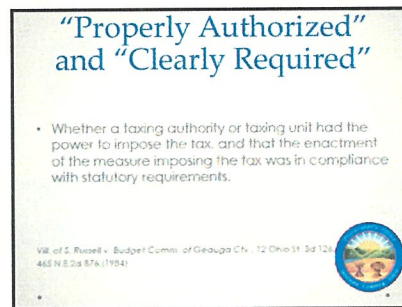 “Properly Authorized”
and “Clearly Required”
• Whether a taxing authority or taxing unit had the
power to impose the tax, and that the enactment
of the measure imposing the tax was in compliance
with statutory requirements.
Vill. of S. Russell v. Budget Comm. of Geauga Cty., 12 Ohio St. 3d 126,
465 N.E.2d 876 (1984)